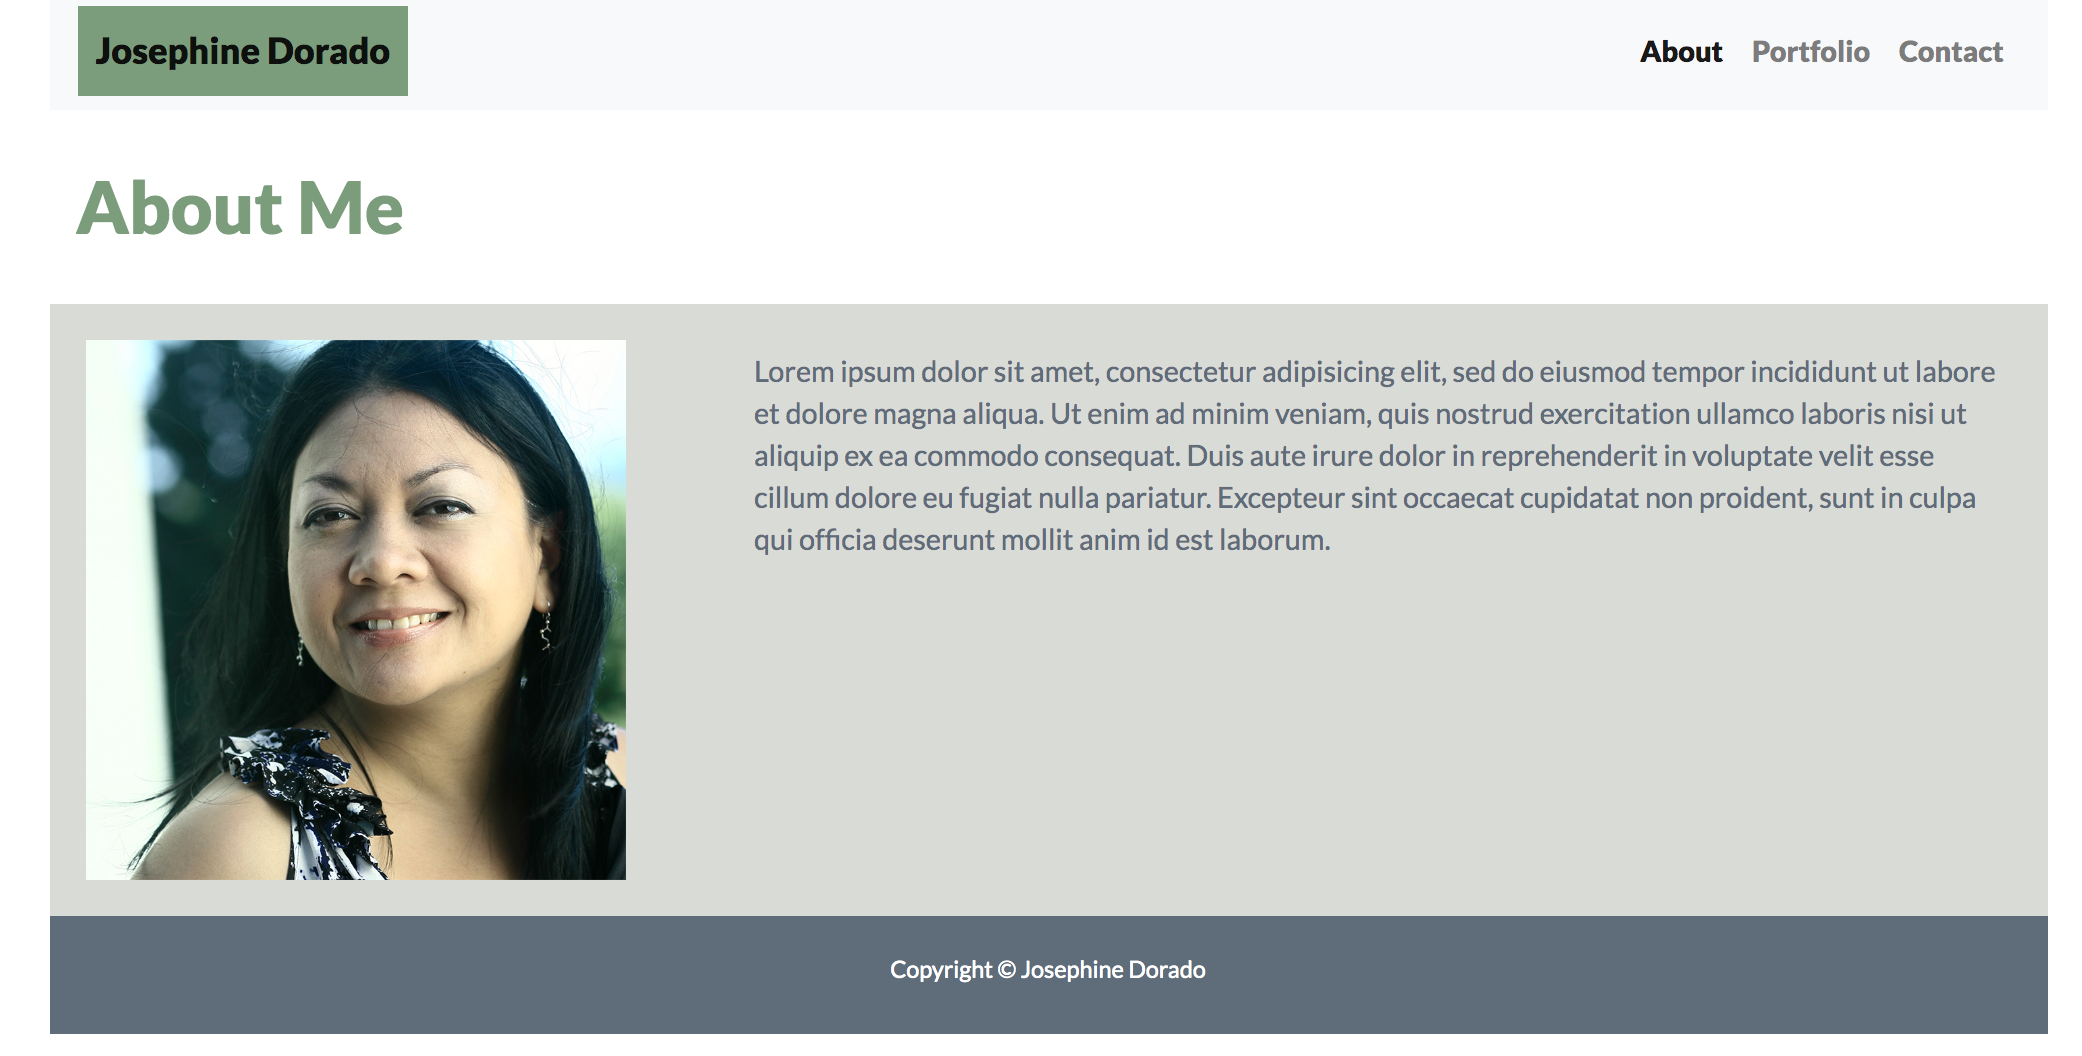 Josephine Dorado
About Portfolio Contact
About Me
Lorem ipsum dolor sit amet, consectetur adipisicing elit, sed do eiusmod tempor incididunt ut labore
et dolore magna aliqua. Ut enim ad minim veniam, quis nostrud exercitation ullamco laboris nisi ut
aliquip ex ea commodo consequat. Duis aute irure dolor in reprehenderit in voluptate velit esse
cillum dolore eu fugiat nulla pariatur. Excepteur sint occaecat cupidatat non proident, sunt in culpa
qui officia deserunt mollit anim id est laborum.
Copyright © Josephine Dorado